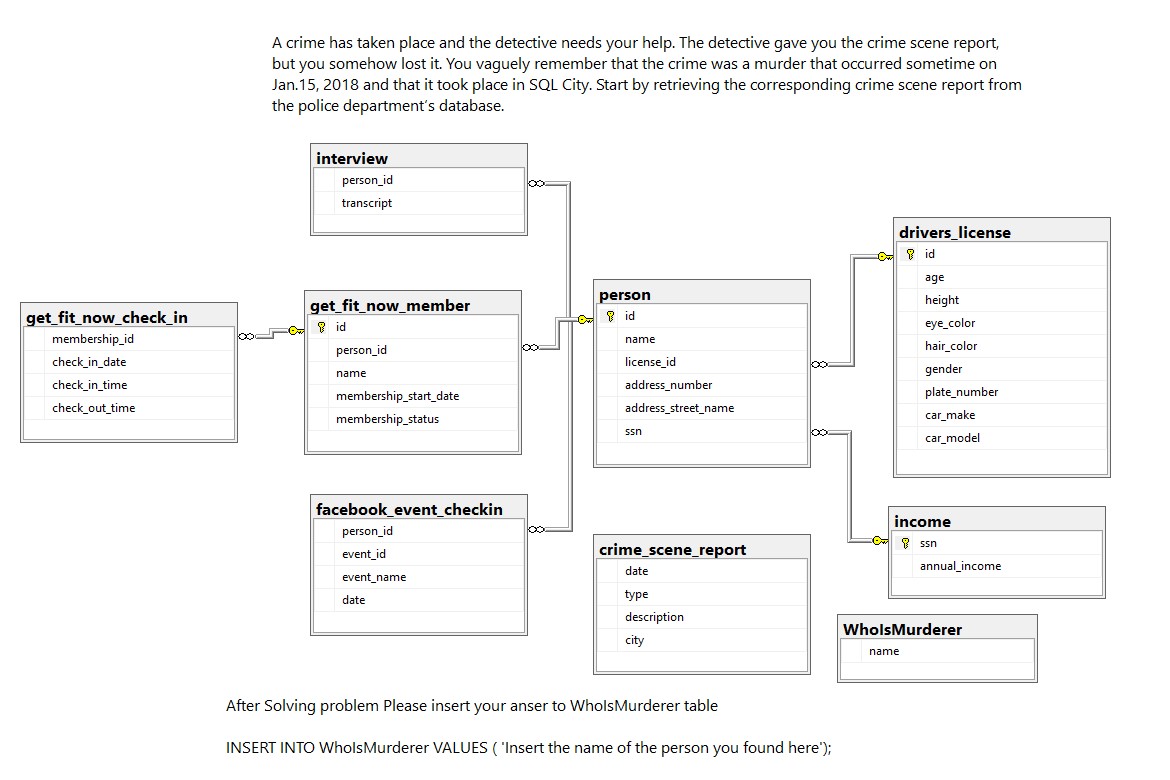 A crime has taken place and the detective needs your help. The detective gave you the crime scene report,
but you somehow lost it. You vaguely remember that the crime was a murder that occurred sometime on
Jan.15, 2018 and that it took place in SQL City. Start by retrieving the corresponding crime scene report from
the police department's database.
interview
person_id
transcript
get_fit_now_check_in
membership_id
check_in_date
check_in_time
check_out_time
get_fit_now_member
id
person_id
name
membership_start_date
membership_status
person
id
name
license_id
address_number
address_street_name
ssn
drivers_license
id
age
height
eye_color
hair_color
gender
plate_number
car_make
car_model
facebook_event_checkin
person_id
event_id
event_name
date
crime_scene_report
date
type
description
city
income
ssn
annual_income
WhoIsMurderer
name
After Solving problem Please insert your anser to WhoIsMurderer table
INSERT INTO WhoIsMurderer VALUES ( 'Insert the name of the person you found here');